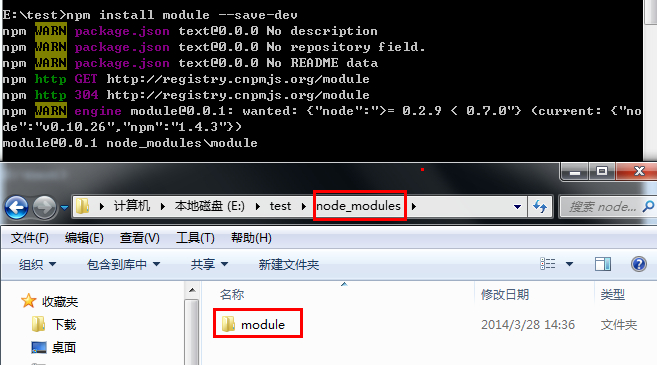 E:\test>npm install module --save-dev
npm WARN package.json text@0.0.0 No description
npm WARN package.json text@0.0.0 No repository field.
npm WARN package.json text@0.0.0 No README data
npm http GET http://registry.cnpmjs.org/module
npm http 304 http://registry.cnpmjs.org/module
npm WARN engine module@0.0.1: wanted: {"node":">= 0.2.9 < 0.7.0"} (current: {"no
de":"v0.10.26","npm":"1.4.3"})
module@0.0.1 node_modules\module
计算机 本地磁盘 (E:) test node_modules 搜索 node...
文件(F) 编辑(E) 查看(V) 工具(T) 帮助(H)
组织 包含到库中 共享 新建文件夹
收藏夹 名称 修改日期 类型
下载 module 2014/3/28 14:36 文件夹
桌面